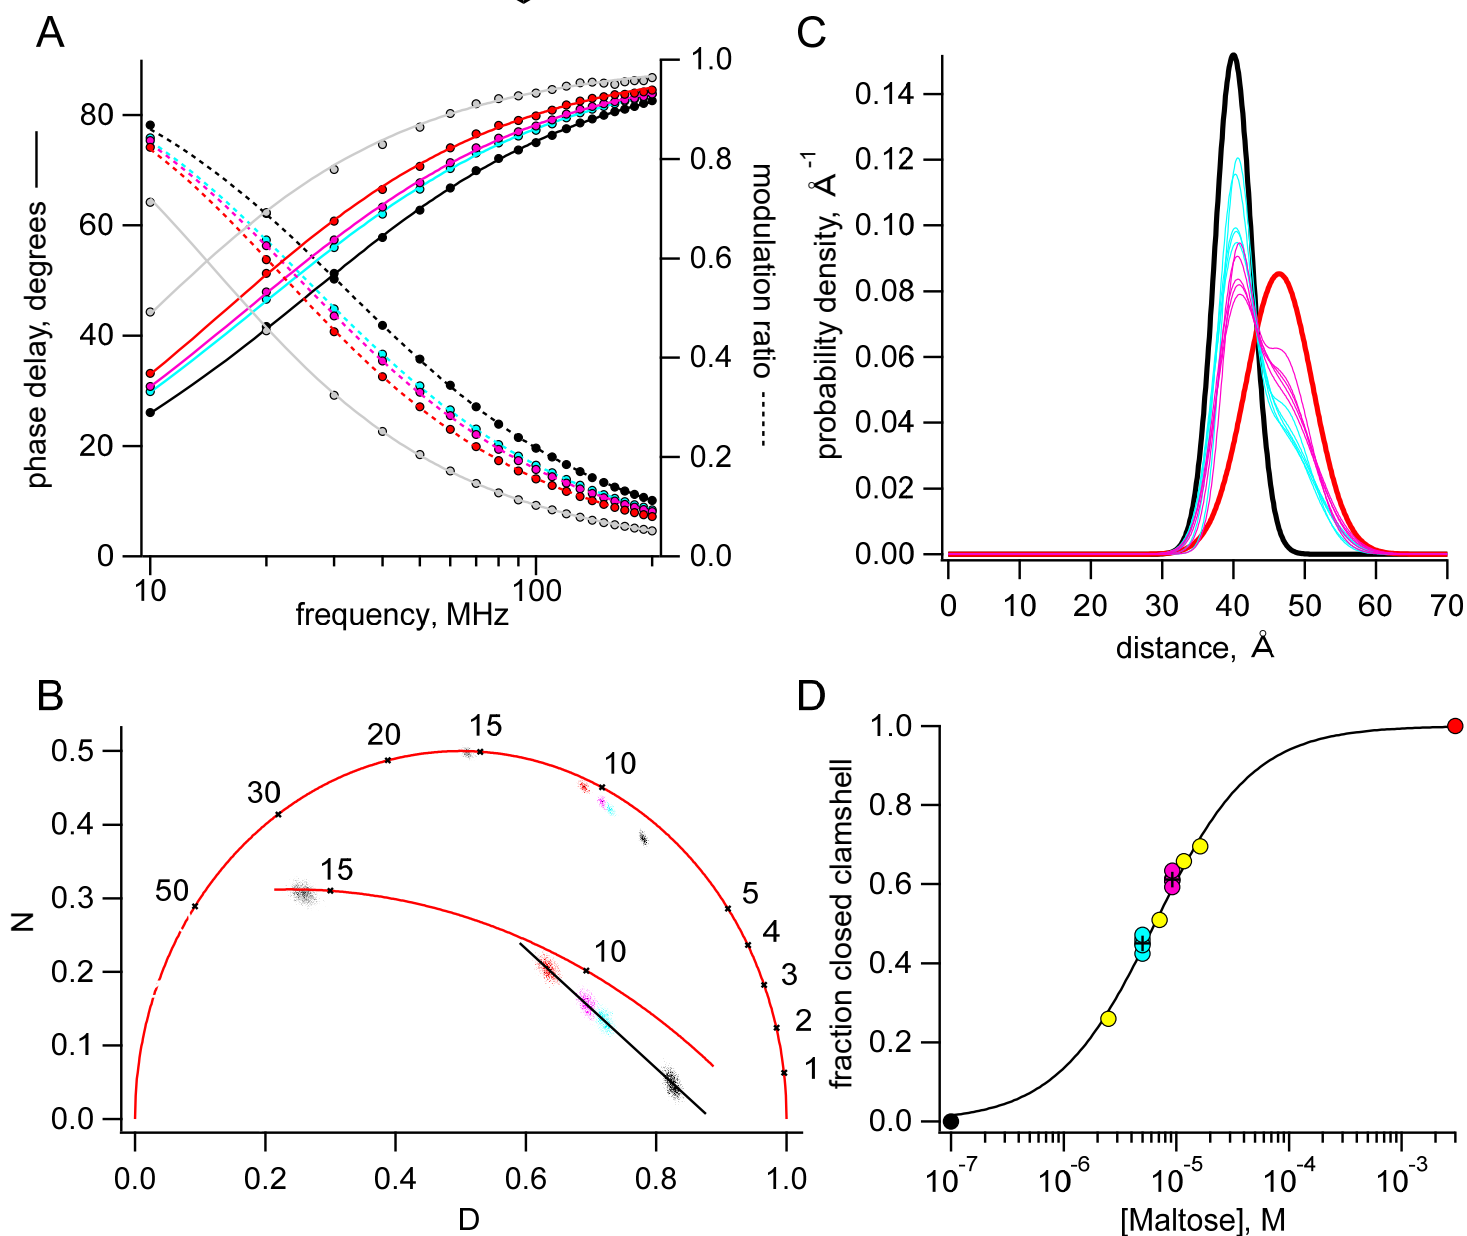 A
80
60
40
20
0
phase delay, degrees
1.0
0.8
0.6
0.4
0.2
0.0
modulation ratio
10
100
frequency, MHz
C
0.14
0.12
0.10
0.08
0.06
0.04
0.02
0.00
probability density, Å-1
0 10 20 30 40 50 60 70
distance, Å
B
0.5
0.4
0.3
0.2
0.1
0.0
N
50
30
20
15
10
5
4
3
2
1
15
10
0.0 0.2 0.4 0.6 0.8 1.0
D
D
1.0
0.8
0.6
0.4
0.2
0.0
fraction closed clamshell
10-7 10-6 10-5 10-4 10-3
[Maltose], M